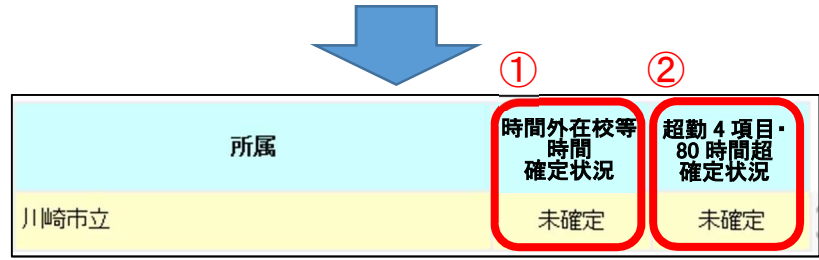 ① ②
所属
時間外在校等
時間
確定状況
超勤4項目・
80時間超
確定状況
川崎市立 未確定 未確定